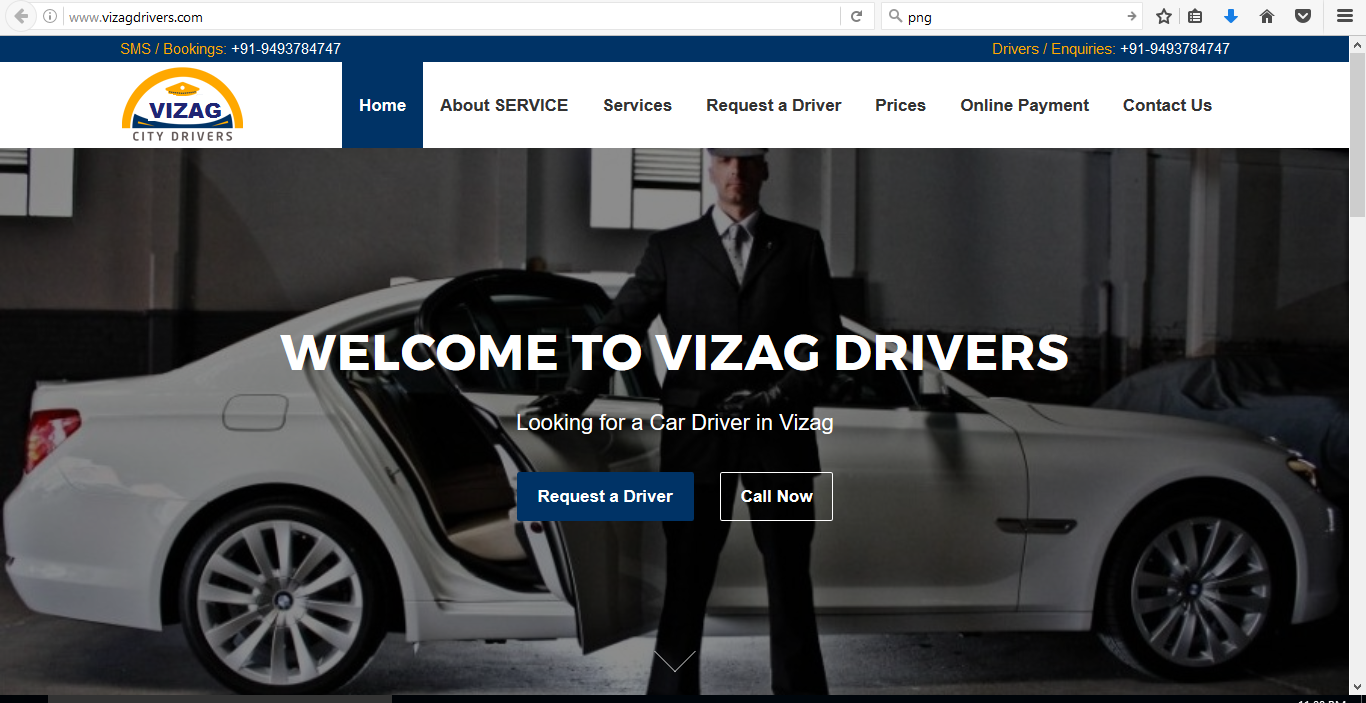 www.vizagdrivers.com
png
SMS / Bookings: +91-9493784747
Drivers / Enquiries: +91-9493784747
VIZAG
CITY DRIVERS
Home
About SERVICE
Services
Request a Driver
Prices
Online Payment
Contact Us
WELCOME TO VIZAG DRIVERS
Looking for a Car Driver in Vizag
Request a Driver
Call Now